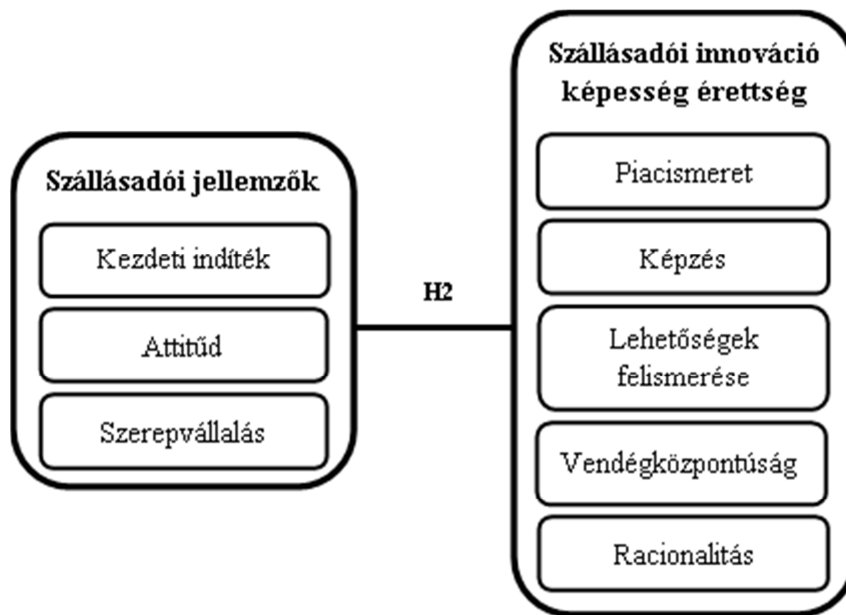 Szállásadói jellemzők
Kezdeti indíték
Attitűd
Szerepvállalás
H2
Szállásadói innováció
képesség érettség
Piacismeret
Képzés
Lehetőségek
felismerése
Vendégközpontúság
Racionalitás